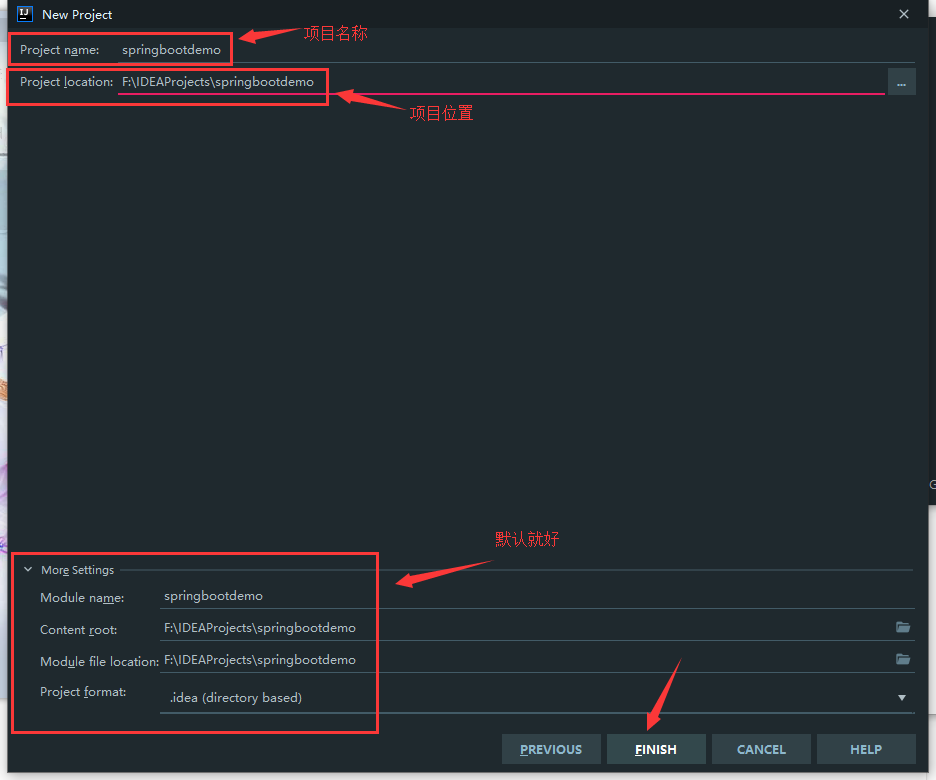 New Project
项目名称
Project name: springbootdemo
Project location: F:\IDEAProjects\springbootdemo ...
项目位置
默认就好
More Settings
Module name: springbootdemo
Content root: F:\IDEAProjects\springbootdemo
Module file location: F:\IDEAProjects\springbootdemo
Project format: .idea (directory based)
PREVIOUS FINISH CANCEL HELP